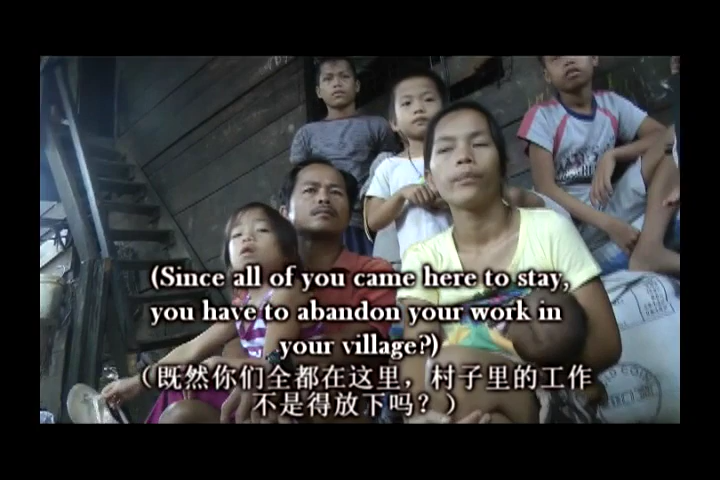 (Since all of you came here to stay,
you have to abandon your work in
your village?)
（既然你们全都在这里，村子里的工作
不是得放下吗？）